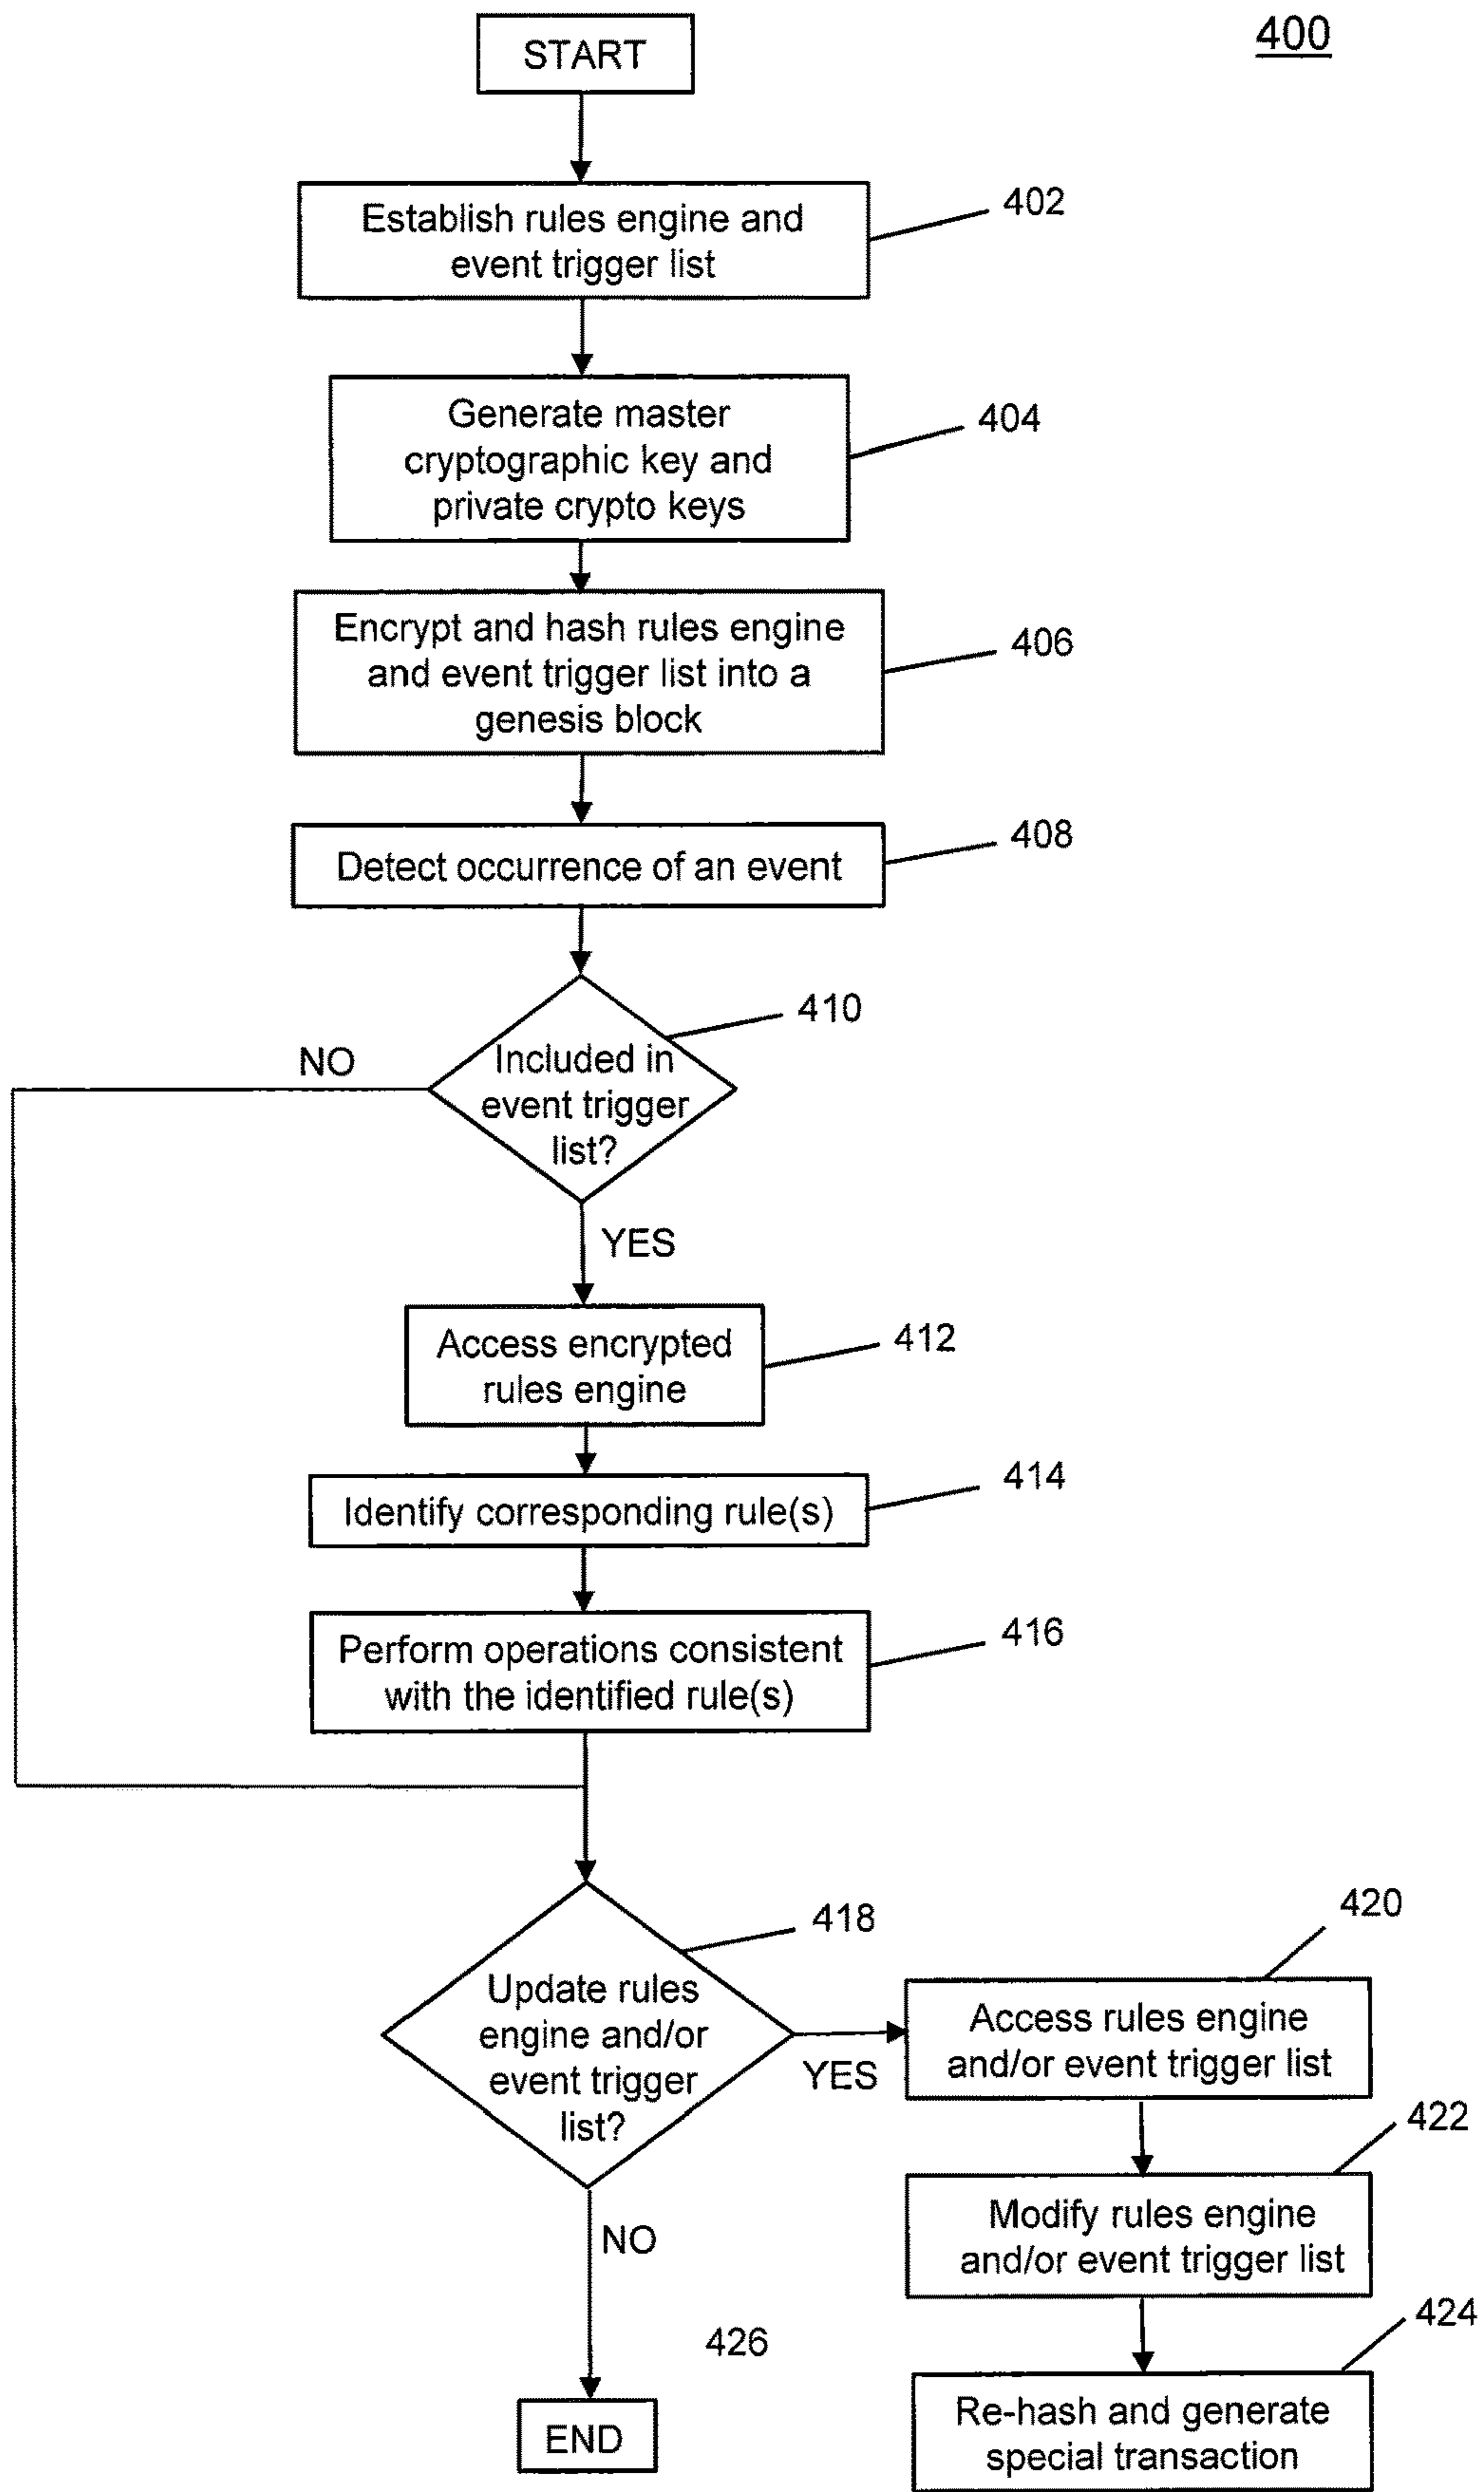 400
START
402
Establish rules engine and
event trigger list
404
Generate master
cryptographic key and
private crypto keys
406
Encrypt and hash rules engine
and event trigger list into a
genesis block
408
Detect occurrence of an event
410
Included in
event trigger
list?
NO
YES
412
Access encrypted
rules engine
414
Identify corresponding rule(s)
416
Perform operations consistent
with the identified rule(s)
418
Update rules
engine and/or
event trigger
list?
YES
NO
420
Access rules engine
and/or event trigger list
422
Modify rules engine
and/or event trigger list
424
Re-hash and generate
special transaction
426
END